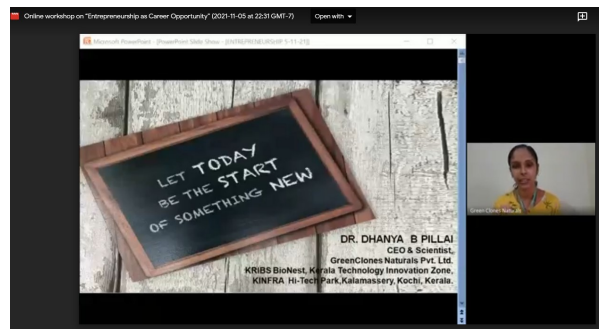 Online workshop on "Entrepreneurship as Career Opportunity" (2021-11-05 at 22:31 GMT-7)
Open with
Microsoft PowerPoint - [PowerPoint Slide Show - [ENTREPRENEURSHIP 5-11-21]]
LET TODAY
BE THE START
OF SOMETHING NEW
DR. DHANYA B PILLAI
CEO & Scientist,
GreenClones Naturals Pvt. Ltd.
KRIBS BioNest, Kerala Technology Innovation Zone,
KINFRA Hi-Tech Park,Kalamassery, Kochi, Kerala.
Green Clones Naturals